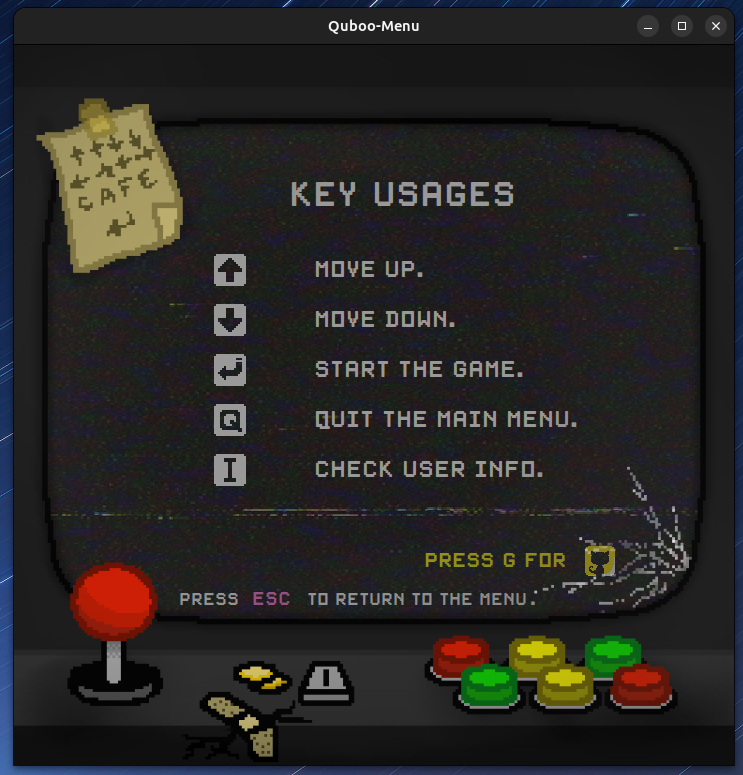 Quboo-Menu
CAFE
KEY USAGES
MOVE UP.
MOVE DOWN.
START THE GAME.
Q QUIT THE MAIN MENU.
I CHECK USER INFO.
PRESS G FOR
PRESS ESC TO RETURN TO THE MENU.